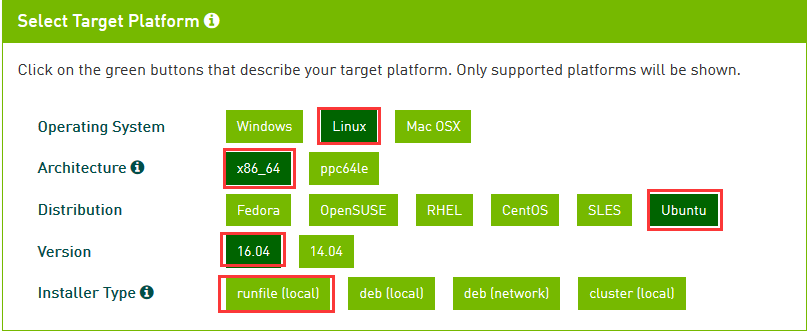 Select Target Platform
Click on the green buttons that describe your target platform. Only supported platforms will be shown.
Operating System Windows Linux Mac OSX
Architecture x86_64 ppc64le
Distribution Fedora OpenSUSE RHEL CentOS SLES Ubuntu
Version 16.04 14.04
Installer Type runfile (local) deb (local) deb (network) cluster (local)